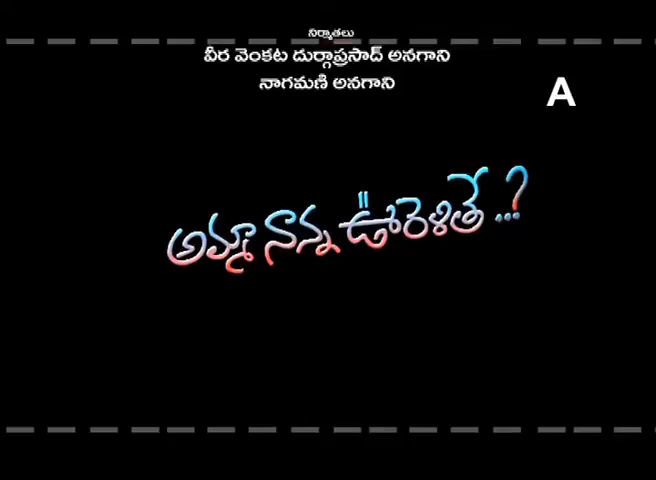 నిర్మాతలు
వీర వెంకట దుర్గాప్రసాద్ అనగాని
నాగమణి అనగాని
A
అమ్మా నాన్న ఊరెళితే...?